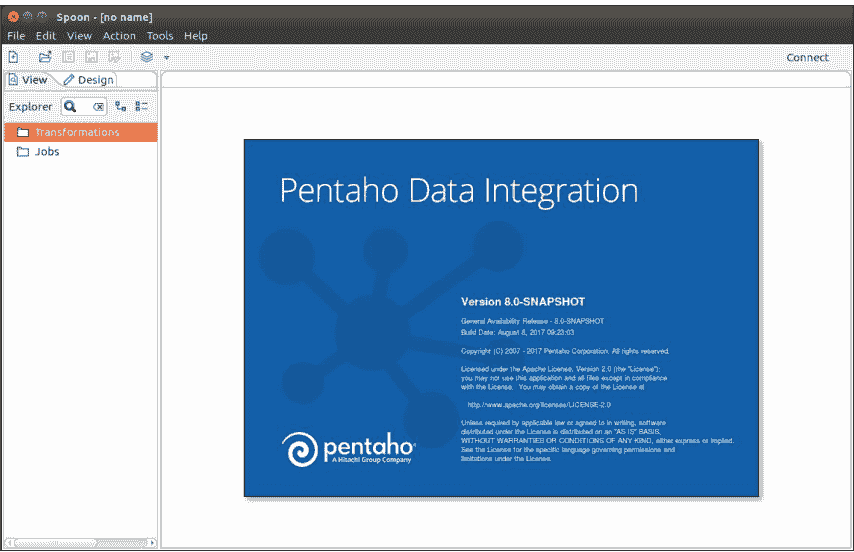 Spoon - [no name]
File Edit View Action Tools Help
Connect
View Design
Explorer
Transformations
Jobs
Pentaho Data Integration
Version 8.0-SNAPSHOT
General Availability Release - 8.0-SNAPSHOT
Build Date: August 8, 2017 09:23:03
Copyright (C) 2007 - 2017 Pentaho Corporation. All rights reserved.
Licensed under the Apache License, Version 2.0 (the "License");
you may not use this application and all files except in compliance
with the License. You may obtain a copy of the License at
http://www.apache.org/licenses/LICENSE-2.0
Unless required by applicable law or agreed to in writing, software
distributed under the License is distributed on an "AS IS" BASIS,
WITHOUT WARRANTIES OR CONDITIONS OF ANY KIND, either express or implied.
See the License for the specific language governing permissions and
limitations under the License.
pentaho
A Hitachi Group Company